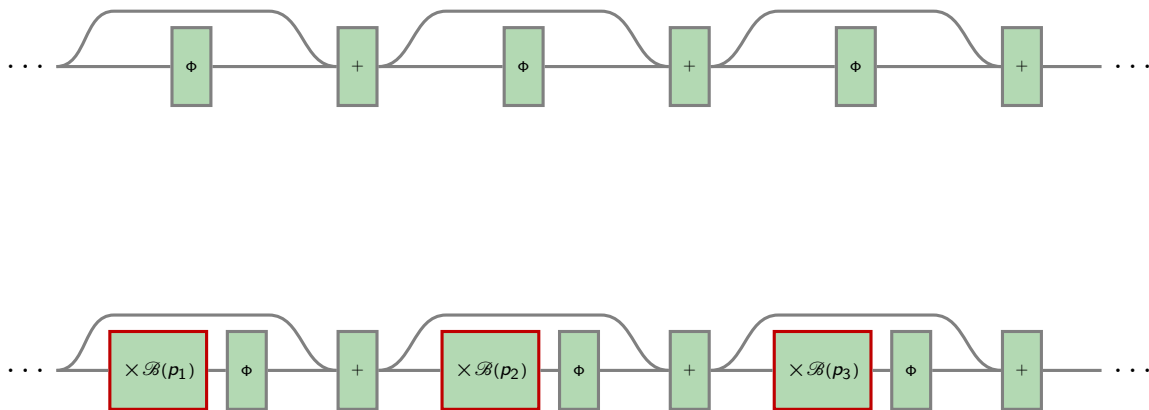 · · · Φ + Φ + Φ + · · ·
· · · × ℬ(p₁) Φ + × ℬ(p₂) Φ + × ℬ(p₃) Φ + · · ·